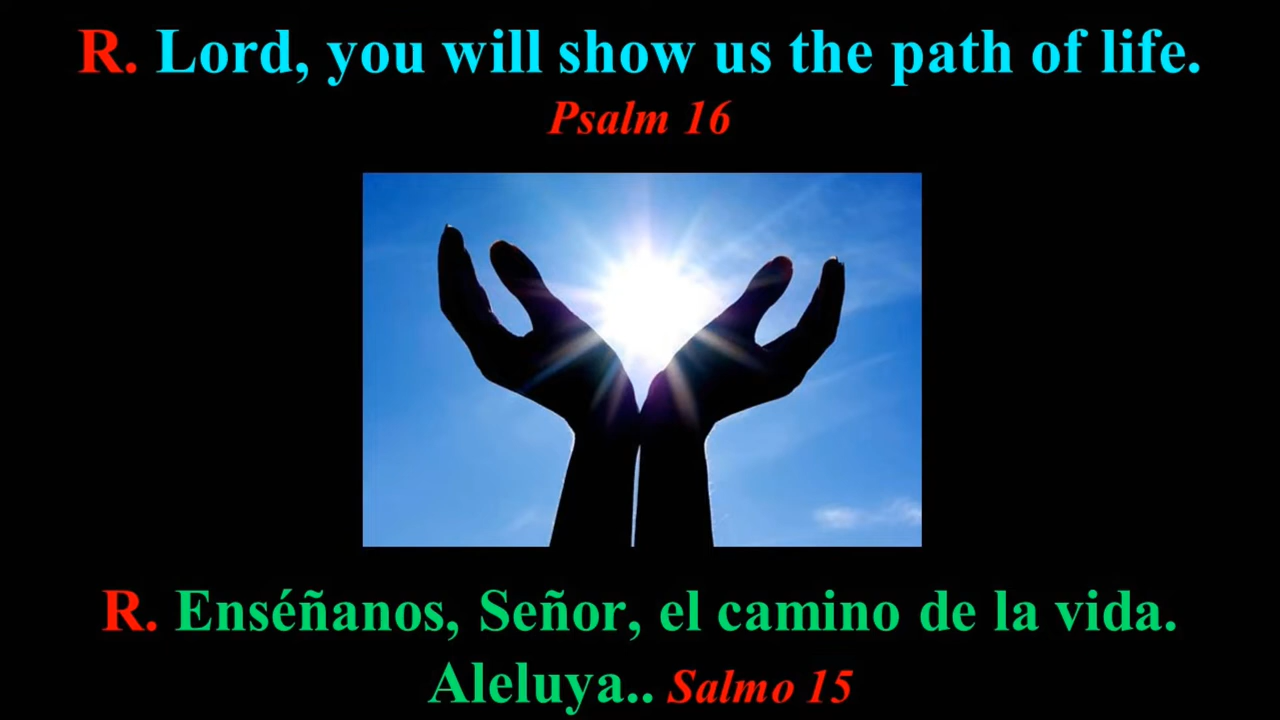 R. Lord, you will show us the path of life.
Psalm 16
R. Enséñanos, Señor, el camino de la vida.
Aleluya.. Salmo 15